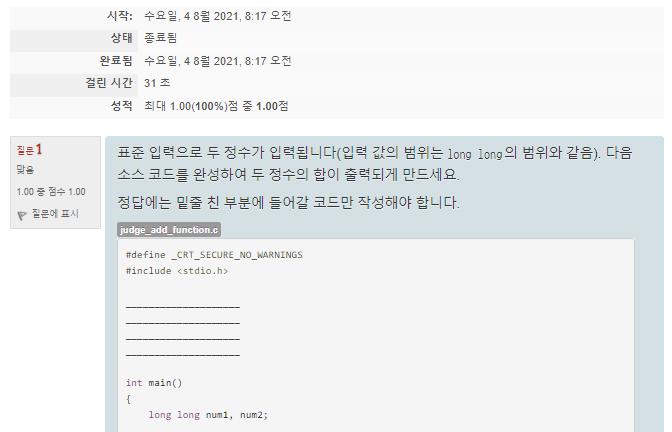 시작: 수요일, 4 8월 2021, 8:17 오전
상태 종료됨
완료됨 수요일, 4 8월 2021, 8:17 오전
걸린 시간 31 초
성적 최대 1.00(100%)점 중 1.00점
질문 1
맞음
1.00 중 점수 1.00
질문에 표시
표준 입력으로 두 정수가 입력됩니다(입력 값의 범위는 long long의 범위와 같음). 다음
소스 코드를 완성하여 두 정수의 합이 출력되게 만드세요.
정답에는 밑줄 친 부분에 들어갈 코드만 작성해야 합니다.
judge_add_function.c
#define _CRT_SECURE_NO_WARNINGS
#include <stdio.h>
____________________
____________________
____________________
____________________
int main()
{
long long num1, num2;